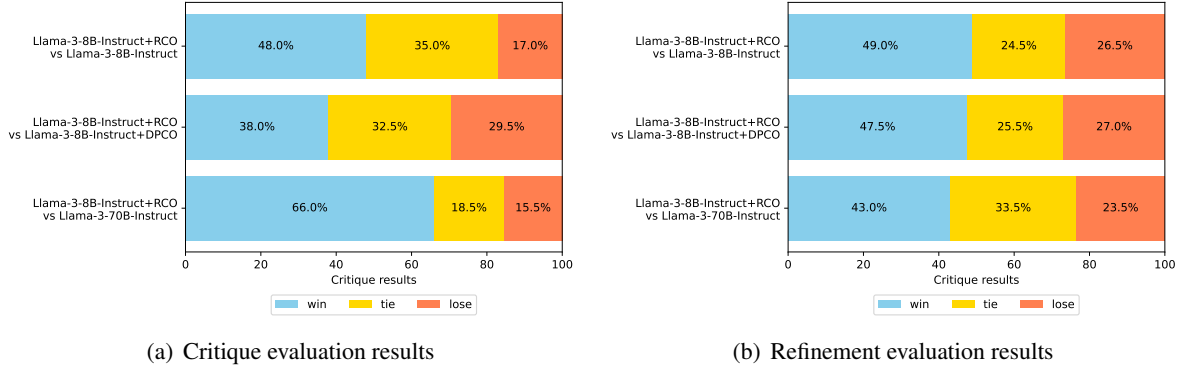 Llama-3-8B-Instruct+RCO
vs Llama-3-8B-Instruct
48.0%
35.0%
17.0%
Llama-3-8B-Instruct+RCO
vs Llama-3-8B-Instruct+DPCO
38.0%
32.5%
29.5%
Llama-3-8B-Instruct+RCO
vs Llama-3-70B-Instruct
66.0%
18.5%
15.5%
0
20
40
60
80
100
Critique results
win
tie
lose
(a) Critique evaluation results
Llama-3-8B-Instruct+RCO
vs Llama-3-8B-Instruct
49.0%
24.5%
26.5%
Llama-3-8B-Instruct+RCO
vs Llama-3-8B-Instruct+DPCO
47.5%
25.5%
27.0%
Llama-3-8B-Instruct+RCO
vs Llama-3-70B-Instruct
43.0%
33.5%
23.5%
0
20
40
60
80
100
Critique results
win
tie
lose
(b) Refinement evaluation results